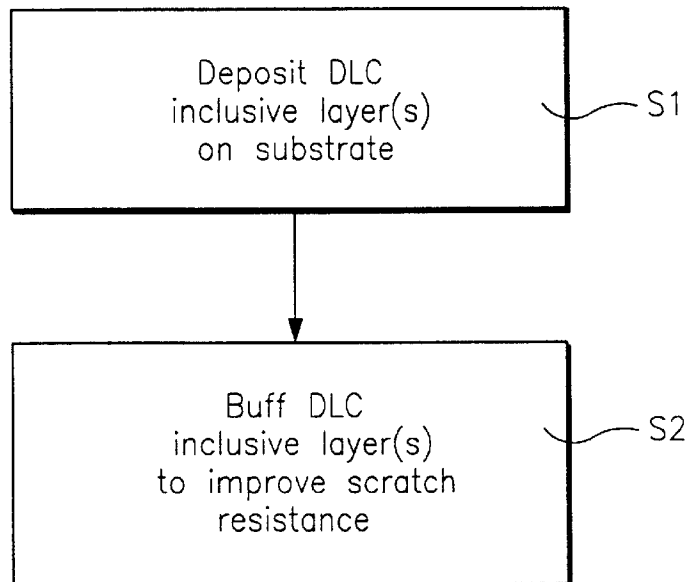 Deposit DLC
inclusive layer(s)
on substrate
S1
Buff DLC
inclusive layer(s)
to improve scratch
resistance
S2